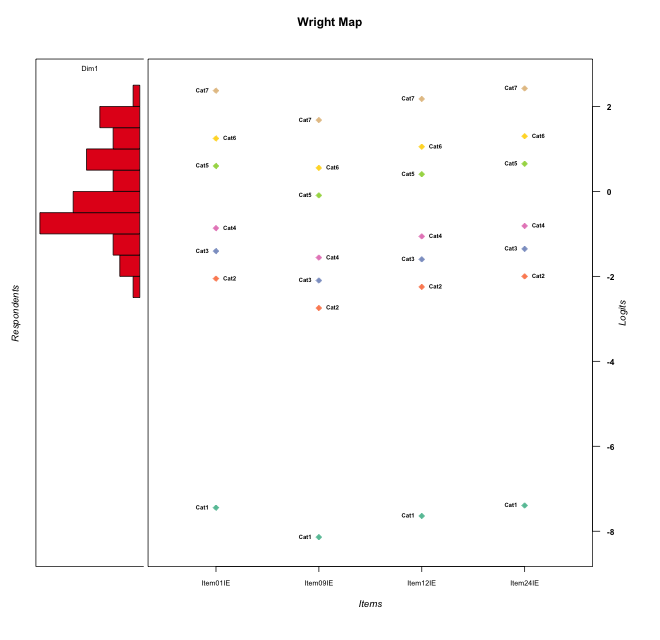 Wright Map
Dim1
Cat7
Cat7
Cat7
Cat7
2
Cat6
Cat6
Cat6
Cat6
Cat5
Cat5
Cat5
Cat5
0
Cat4
Cat4
Cat4
Cat4
Cat3
Cat3
Cat3
Cat3
Cat2
Cat2
Cat2
Cat2
-2
Respondents
Logits
-4
-6
Cat1
Cat1
Cat1
Cat1
-8
Item01IE
Item09IE
Item12IE
Item24IE
Items